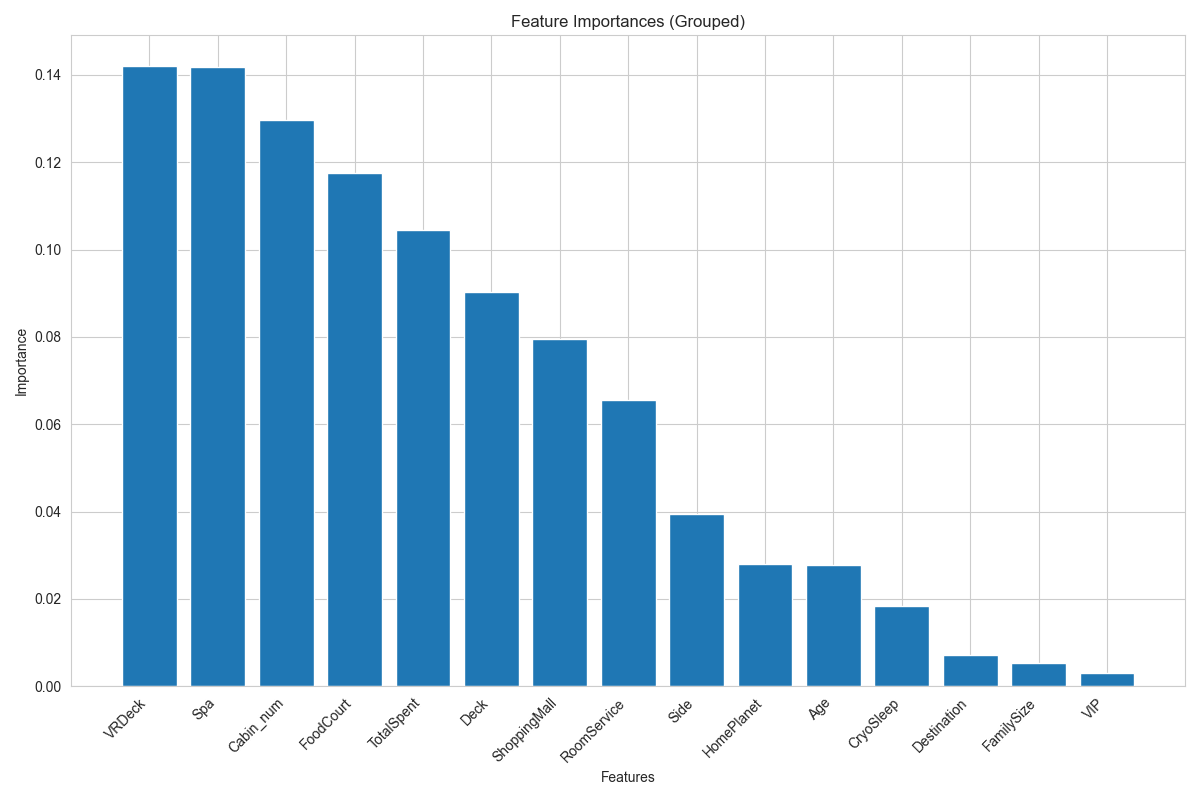 Feature Importances (Grouped)
Importance
0.14
0.12
0.10
0.08
0.06
0.04
0.02
0.00
VRDeck
Spa
Cabin_num
FoodCourt
TotalSpent
Deck
ShoppingMall
RoomService
Side
HomePlanet
Age
CryoSleep
Destination
FamilySize
VIP
Features